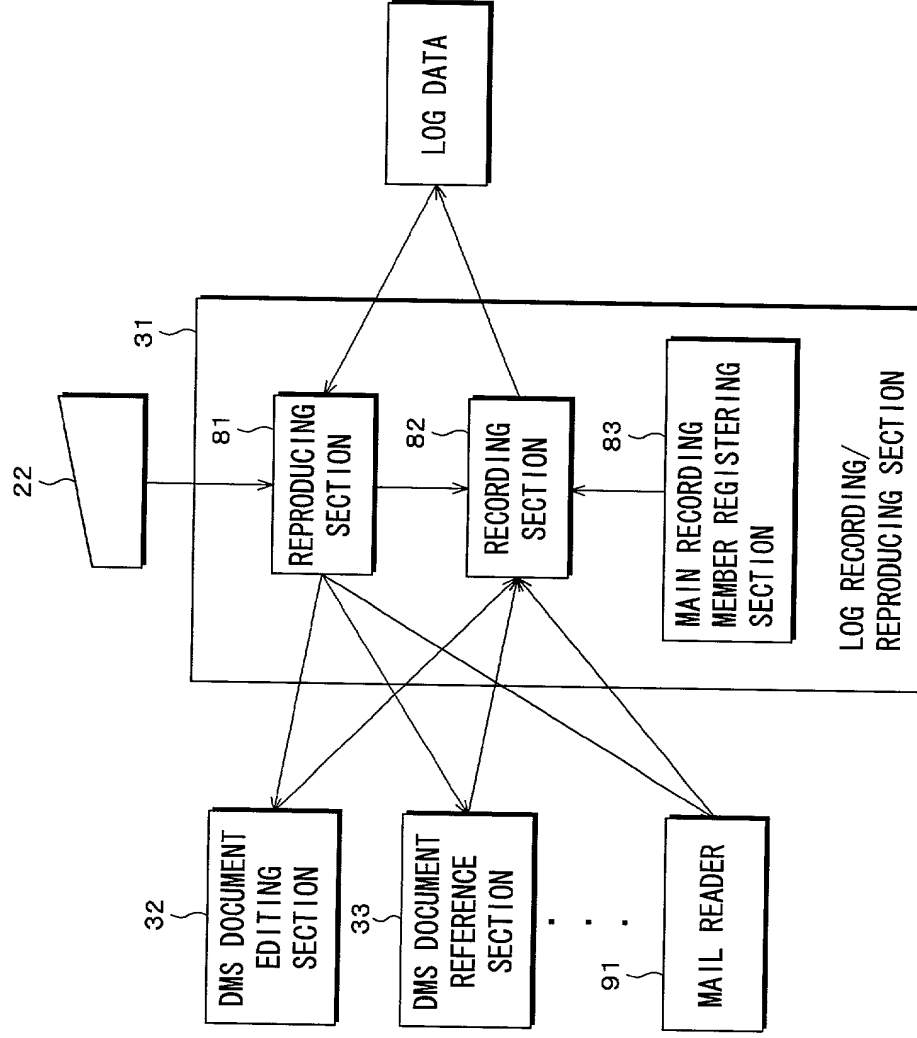 22
31
LOG DATA
81
REPRODUCING
SECTION
82
RECORDING
SECTION
83
MAIN RECORDING
MEMBER REGISTERING
SECTION
LOG RECORDING/
REPRODUCING SECTION
32
DMS DOCUMENT
EDITING
SECTION
33
DMS DOCUMENT
REFERENCE
SECTION
. . .
91
MAIL READER